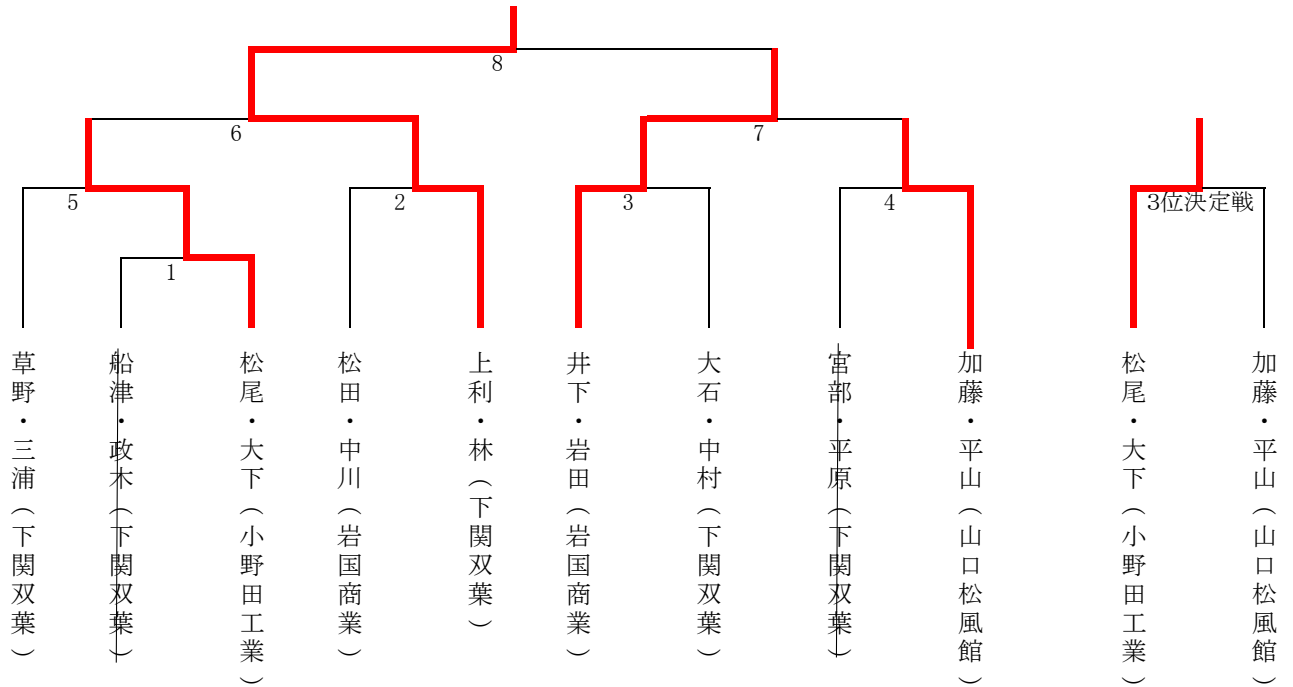 8
6
7
5
2
3
4
3位決定戦
1
草野・三浦(下関双葉)
船津・政木(下関双葉)
松尾・大下(小野田工業)
松田・中川(岩国商業)
上利・林(下関双葉)
井下・岩田(岩国商業)
大石・中村(下関双葉)
宮部・平原(下関双葉)
加藤・平山(山口松風館)
松尾・大下(小野田工業)
加藤・平山(山口松風館)